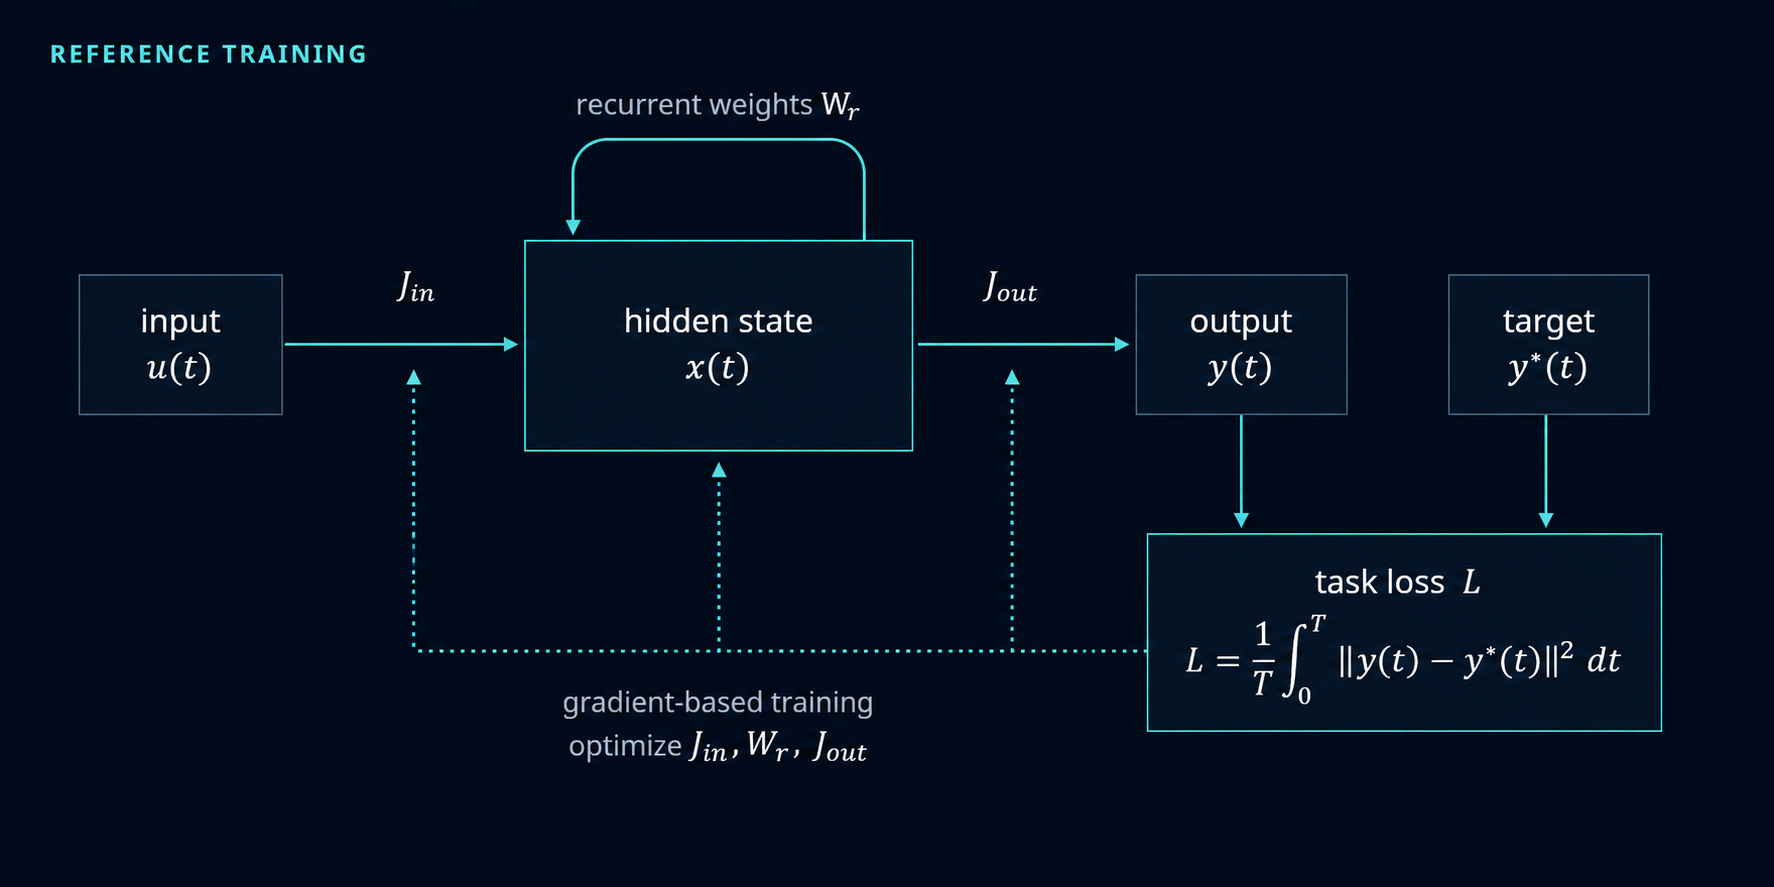 REFERENCE TRAINING
recurrent weights W_r
J_in
J_out
input
u(t)
hidden state
x(t)
output
y(t)
target
y*(t)
task loss L
L = 1/T ∫_0^T ‖y(t) − y*(t)‖² dt
gradient-based training
optimize J_in, W_r, J_out